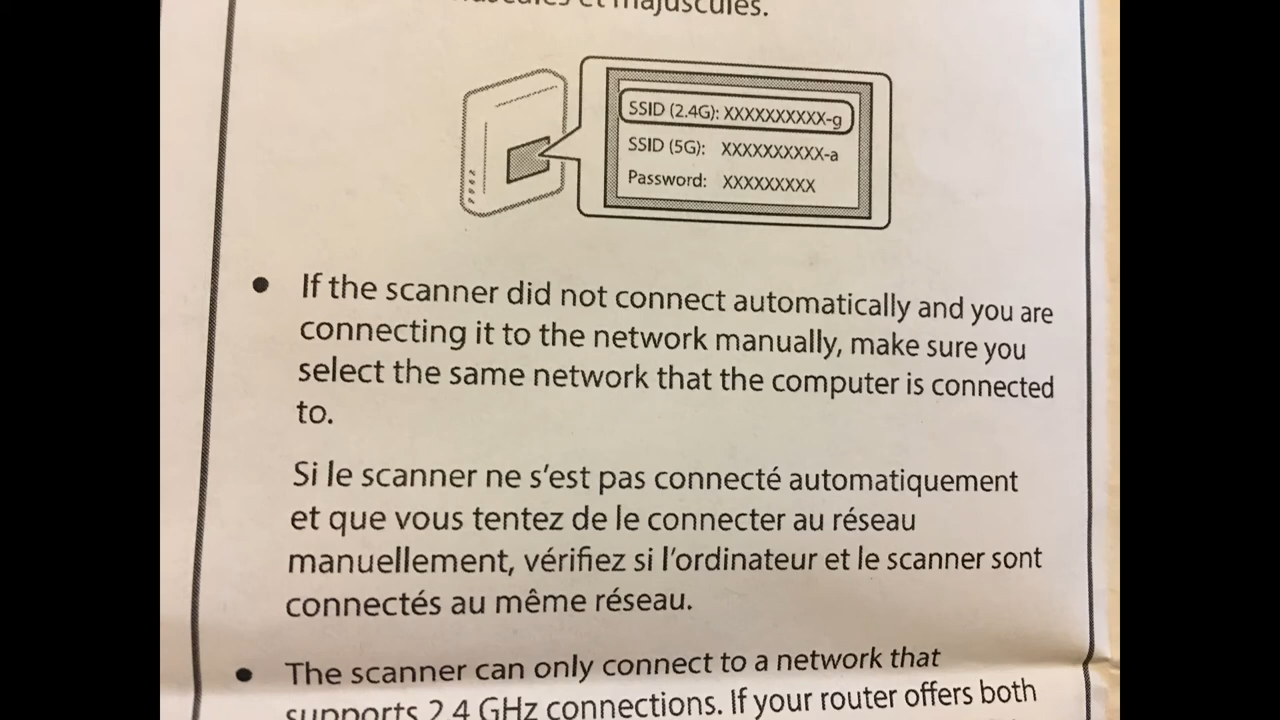 majuscules.
SSID (2.4G): XXXXXXXXXX-g
SSID (5G): XXXXXXXXXX-a
Password: XXXXXXXXX
● If the scanner did not connect automatically and you are
connecting it to the network manually, make sure you
select the same network that the computer is connected
to.
Si le scanner ne s'est pas connecté automatiquement
et que vous tentez de le connecter au réseau
manuellement, vérifiez si l'ordinateur et le scanner sont
connectés au même réseau.
● The scanner can only connect to a network that
supports 2.4 GHz connections. If your router offers both